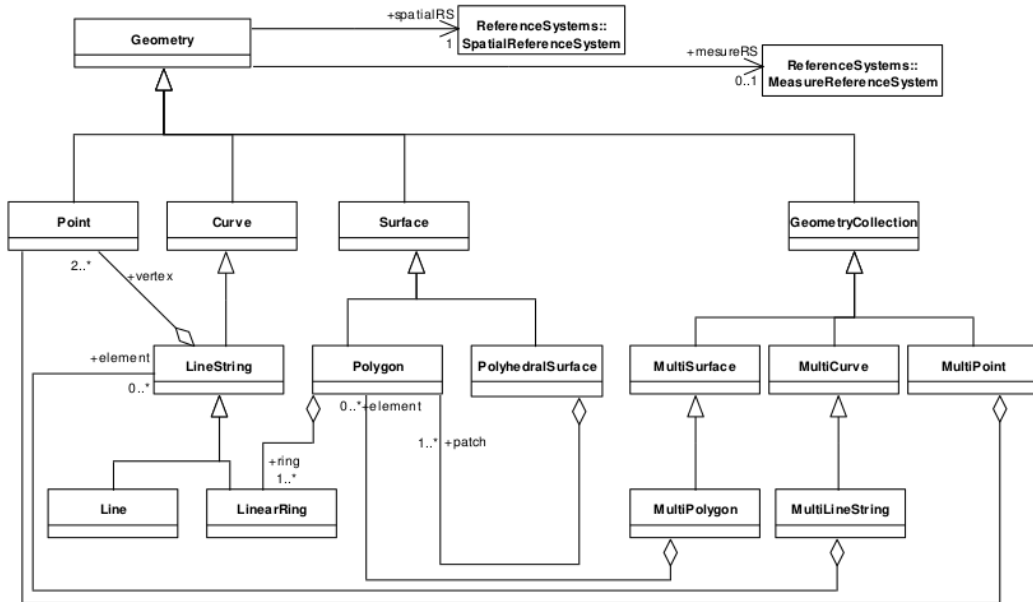 +spatialRS
ReferenceSystems::
Geometry
1
SpatialReferenceSystem
+mesureRS
ReferenceSystems::
0..1
MeasureReferenceSystem
Point
Curve
Surface
GeometryCollection
2..*
+vertex
+element
LineString
Polygon
PolyhedralSurface
MultiSurface
MultiCurve
MultiPoint
0..*
0..*
+element
1..*
+patch
+ring
1..*
Line
LinearRing
MultiPolygon
MultiLineString